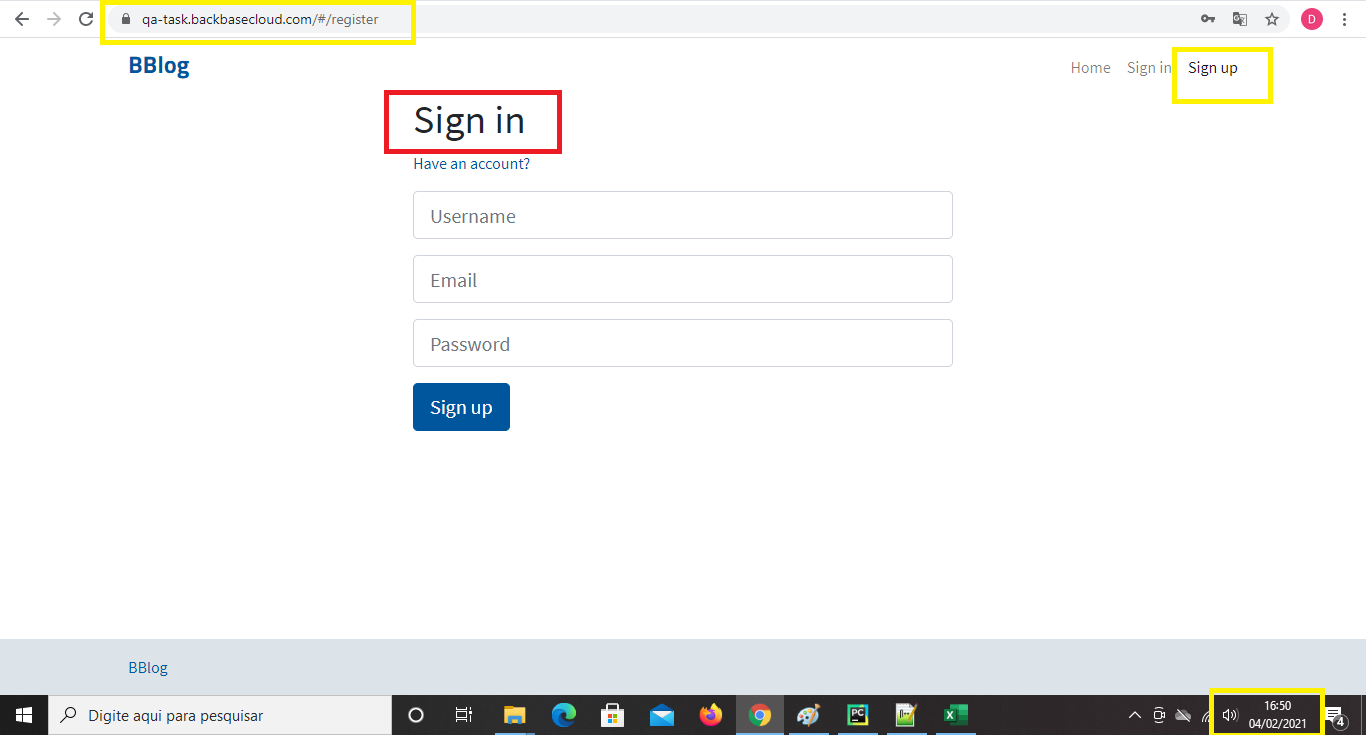 qa-task.backbasecloud.com/#/register
D
BBlog
Home Sign in Sign up
Sign in
Have an account?
Username
Email
Password
Sign up
BBlog
Digite aqui para pesquisar
PC
X
16:50
04/02/2021
4